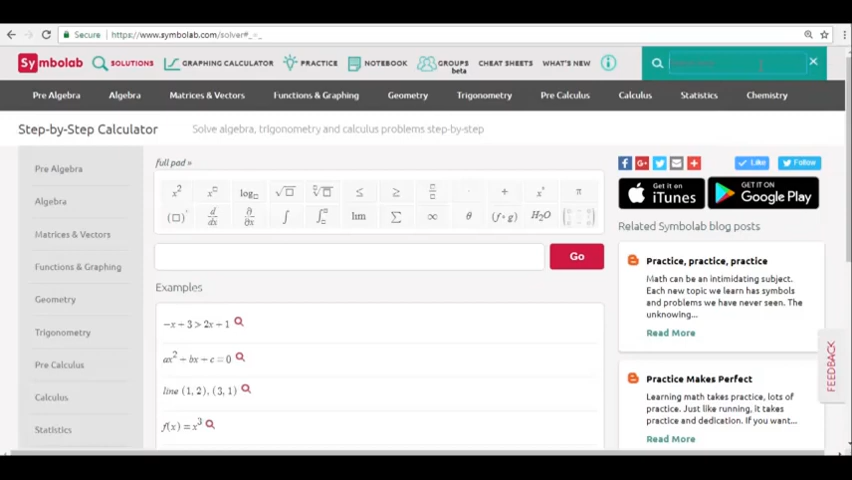 Secure https://www.symbolab.com/solver#_=_
Symbolab SOLUTIONS GRAPHING CALCULATOR PRACTICE NOTEBOOK GROUPS beta CHEAT SHEETS WHAT'S NEW
Pre Algebra Algebra Matrices & Vectors Functions & Graphing Geometry Trigonometry Pre Calculus Calculus Statistics Chemistry
Step-by-Step Calculator Solve algebra, trigonometry and calculus problems step-by-step
Pre Algebra
Algebra
Matrices & Vectors
Functions & Graphing
Geometry
Trigonometry
Pre Calculus
Calculus
Statistics
full pad »
x² x^□ log□ √□ ⁿ√□ ≤ ≥ □/□ · ÷ x° π
(□)' d/dx ∂/∂x ∫ ∫□□ lim ∑ ∞ θ (f∘g) H₂O
Go
Examples
−x + 3 > 2x + 1
ax² + bx + c = 0
line (1, 2), (3, 1)
f(x) = x³
Like Follow
Get it on iTunes
GET IT ON Google Play
Related Symbolab blog posts
Practice, practice, practice
Math can be an intimidating subject.
Each new topic we learn has symbols
and problems we have never seen. The
unknowing...
Read More
Practice Makes Perfect
Learning math takes practice, lots of
practice. Just like running, it takes
practice and dedication. If you want...
Read More
FEEDBACK